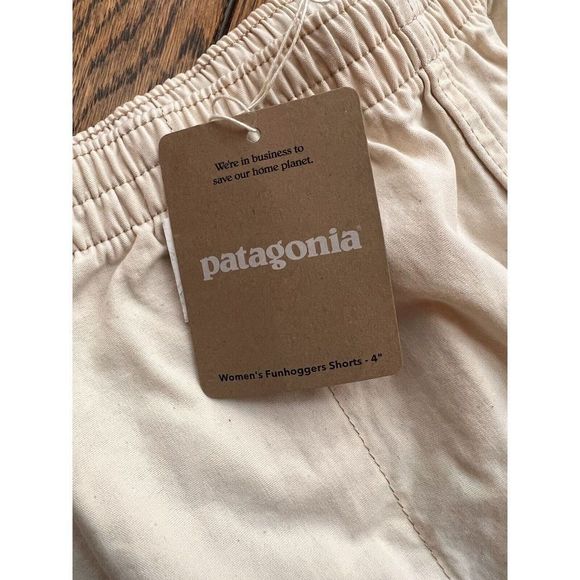 We're in business to
save our home planet.
patagonia®
Women's Funhoggers Shorts - 4"